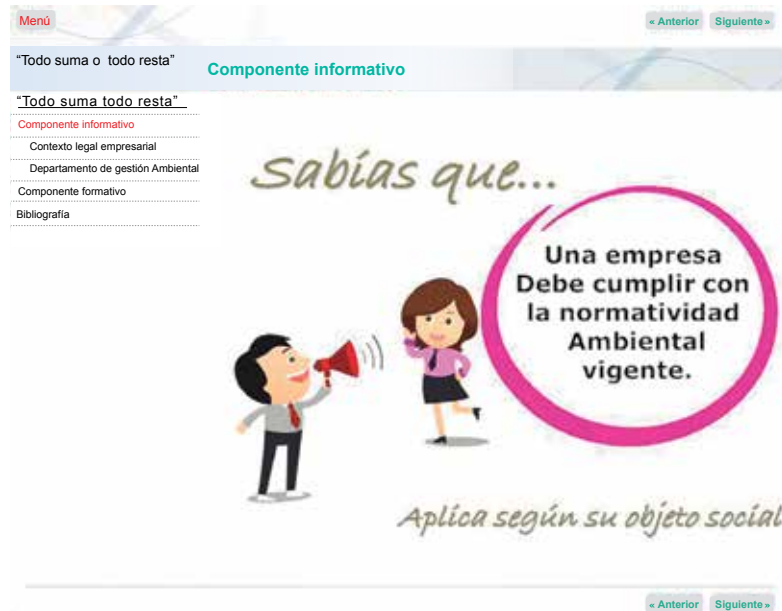 Menú
« Anterior Siguiente »
“Todo suma o todo resta”
Componente informativo
“Todo suma todo resta”
Componente informativo
Contexto legal empresarial
Departamento de gestión Ambiental
Componente formativo
Bibliografía
Sabías que...
Una empresa
Debe cumplir con
la normatividad
Ambiental
vigente.
Aplica según su objeto social
« Anterior Siguiente »